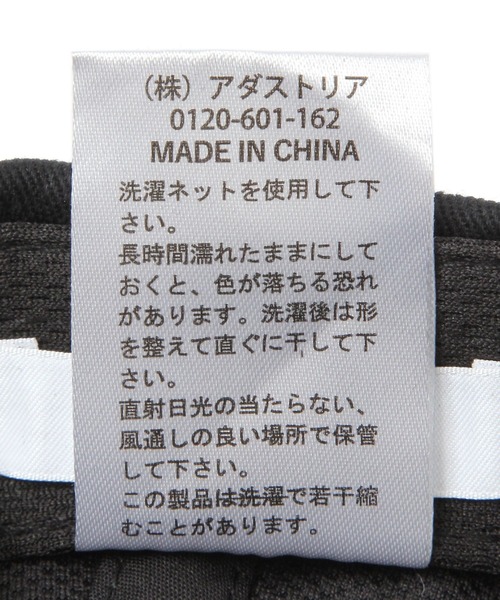 （株）アダストリア
0120-601-162
MADE IN CHINA
洗濯ネットを使用して下
さい。
長時間濡れたままにして
おくと、色が落ちる恐れ
があります。洗濯後は形
を整えて直ぐに干して下
さい。
直射日光の当たらない、
風通しの良い場所で保管
して下さい。
この製品は洗濯で若干縮
むことがあります。